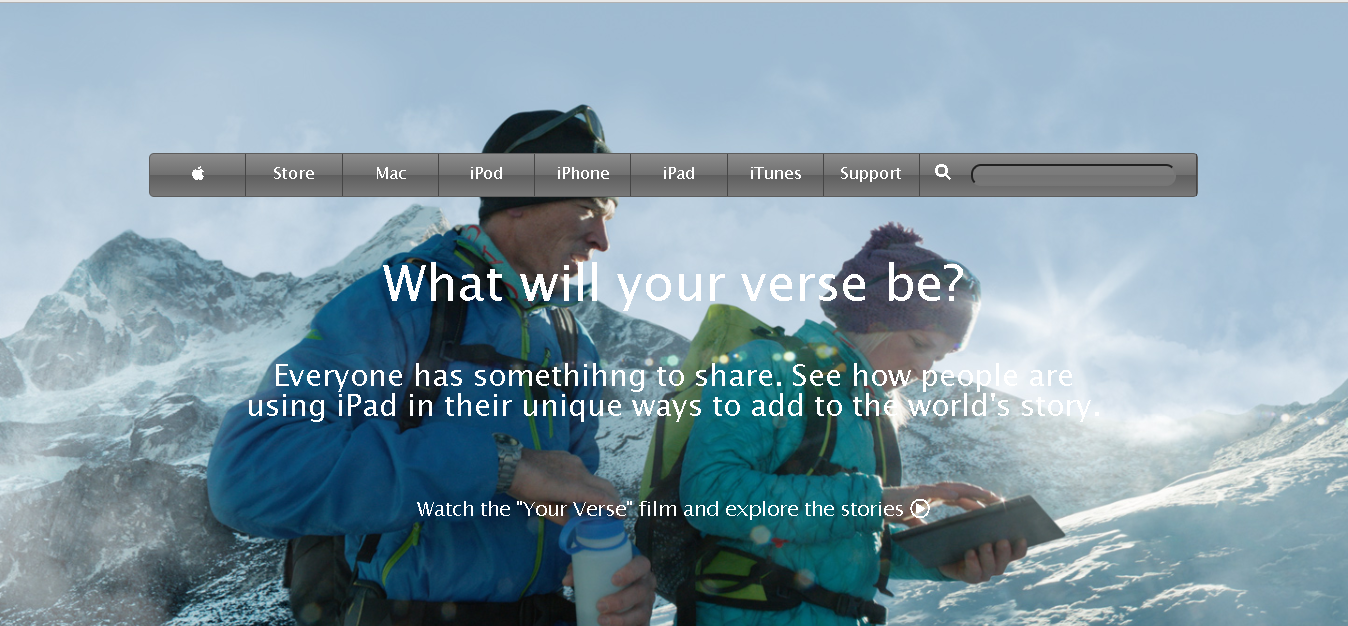 Store Mac iPod iPhone iPad iTunes Support
What will your verse be?
Everyone has somethihng to share. See how people are
using iPad in their unique ways to add to the world's story.
Watch the "Your Verse" film and explore the stories